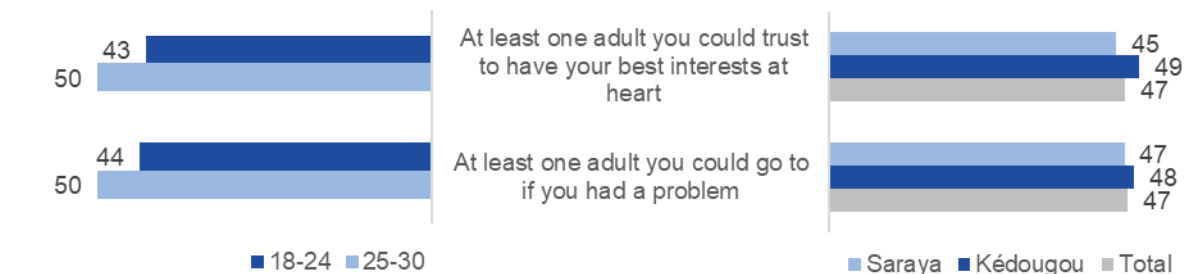 43
50
At least one adult you could trust
to have your best interests at
heart
45
49
47
44
50
At least one adult you could go to
if you had a problem
47
48
47
18-24 25-30
Saraya Kédougou Total